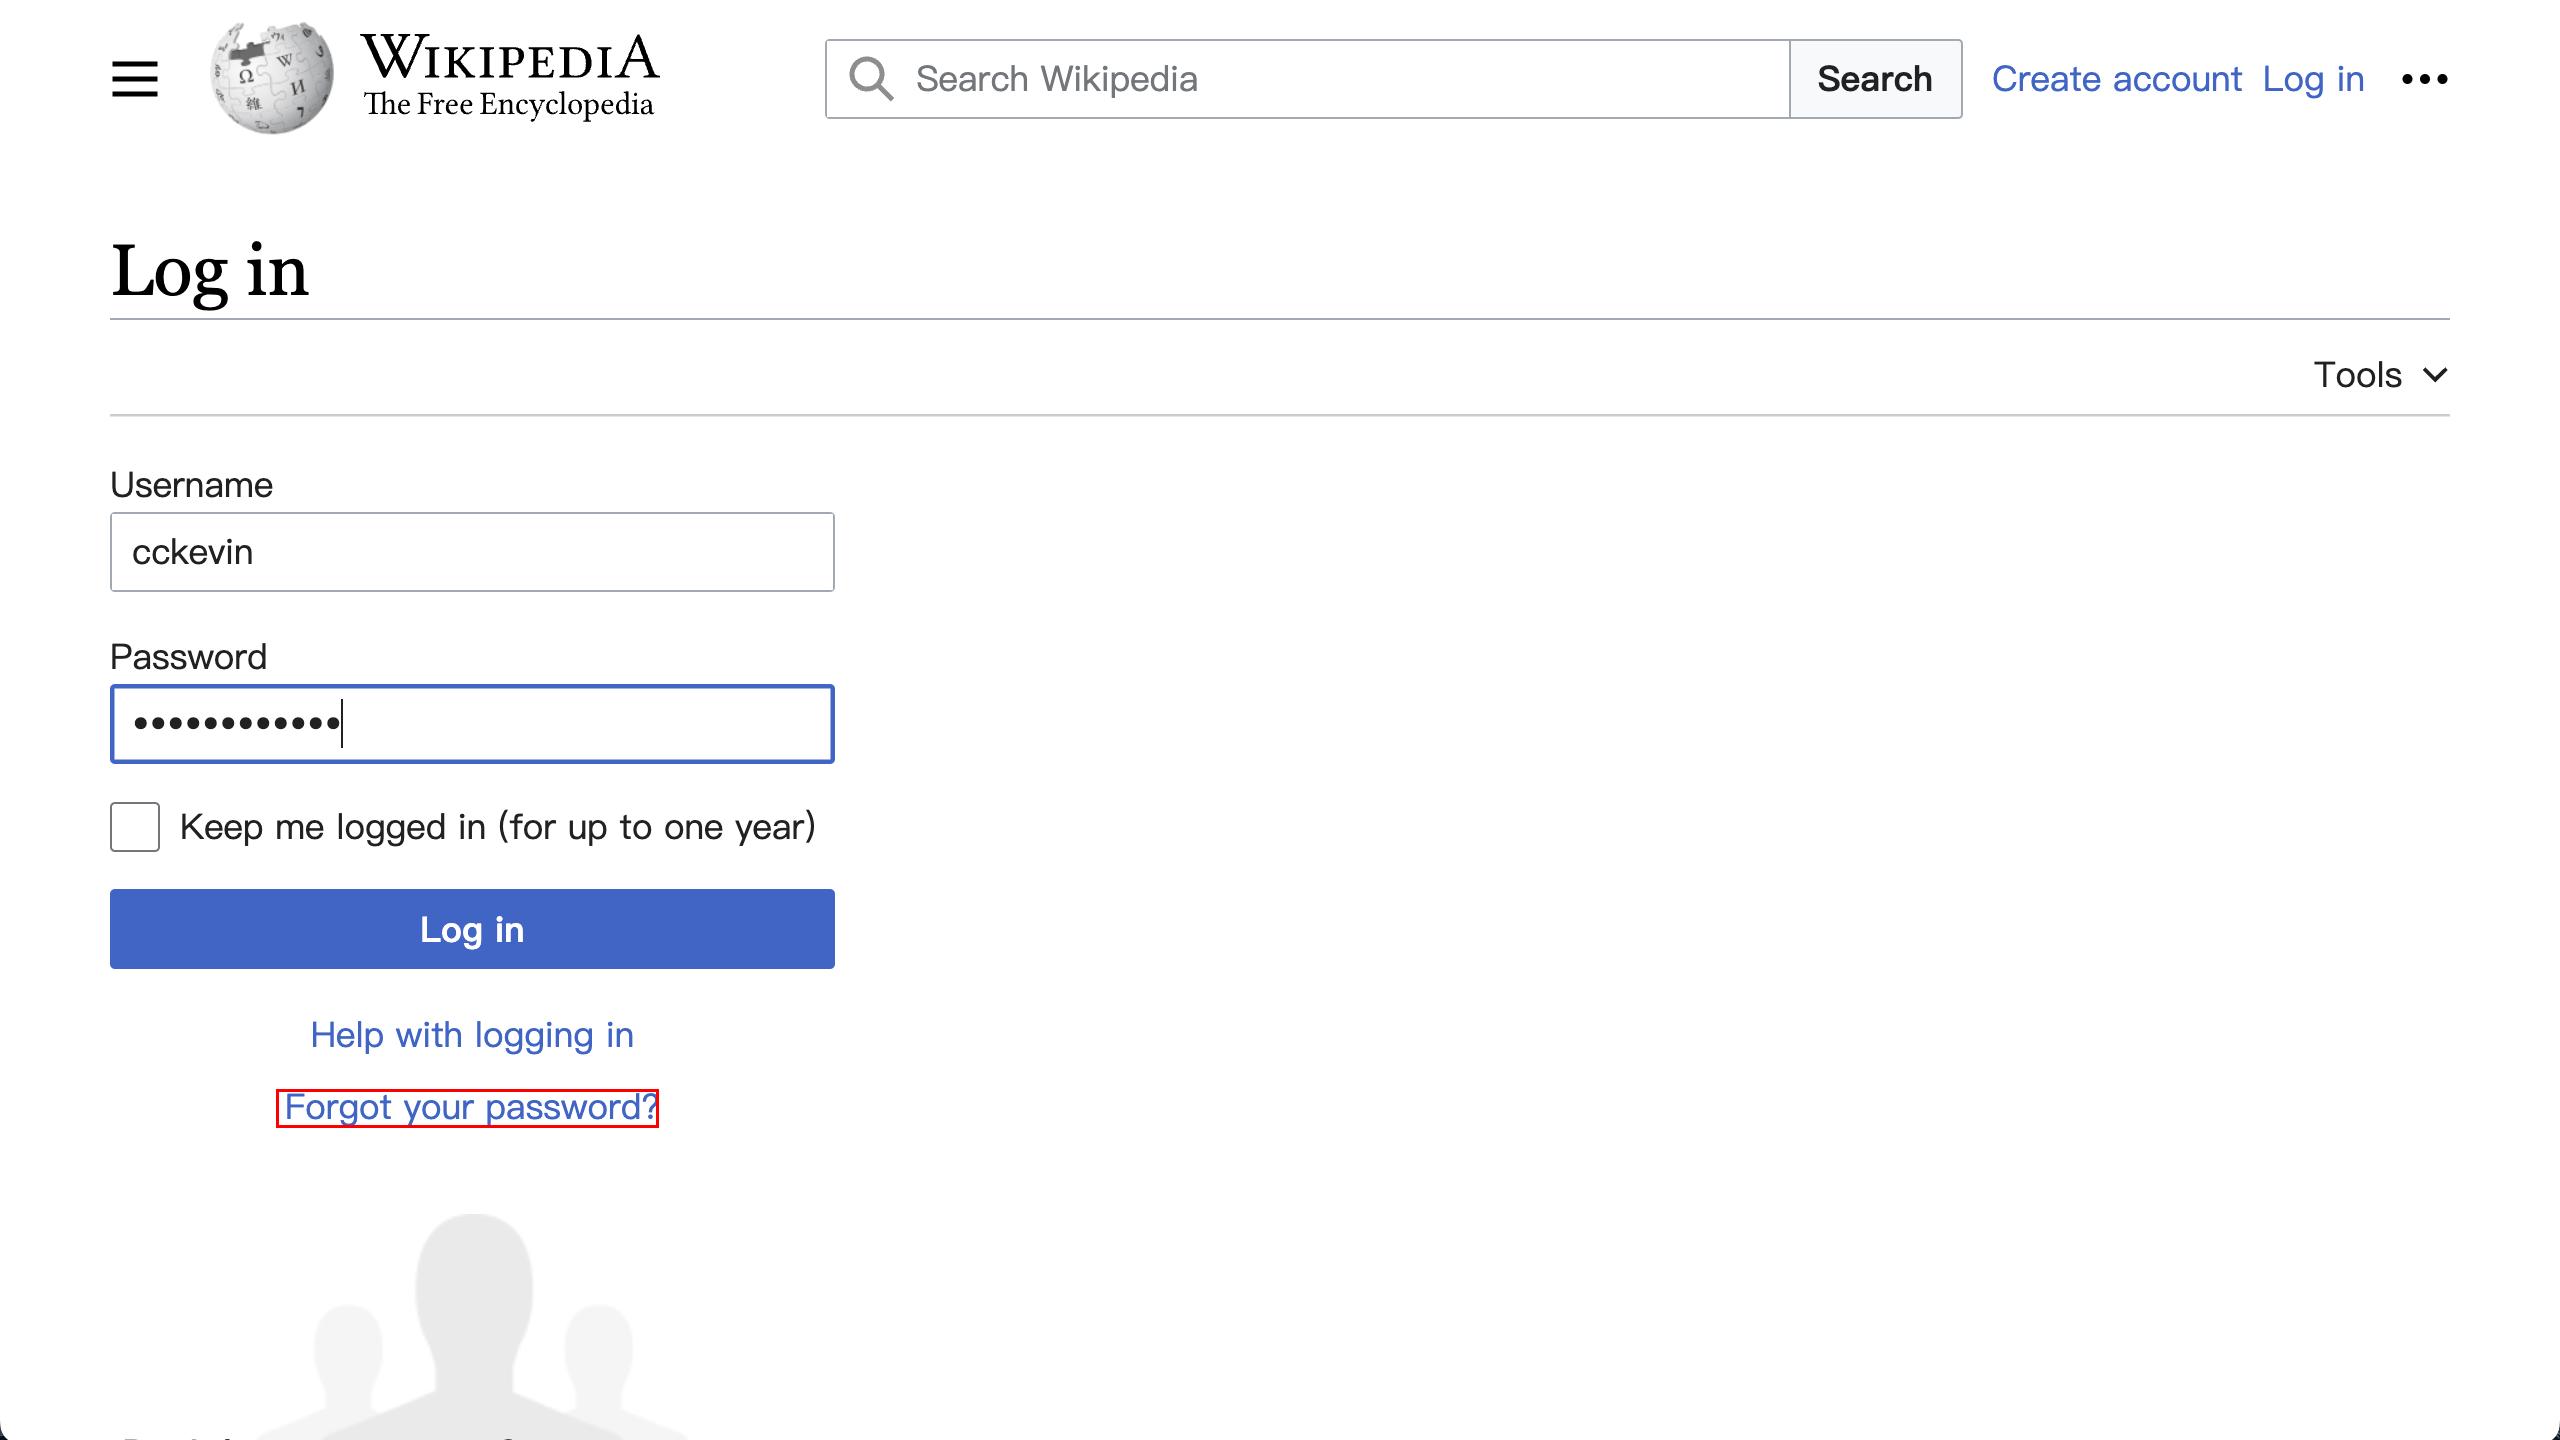 WIKIPEDIA
The Free Encyclopedia
Search Wikipedia
Search
Create account Log in
Log in
Tools
Username
cckevin
Password
••••••••••••
Keep me logged in (for up to one year)
Log in
Help with logging in
Forgot your password?